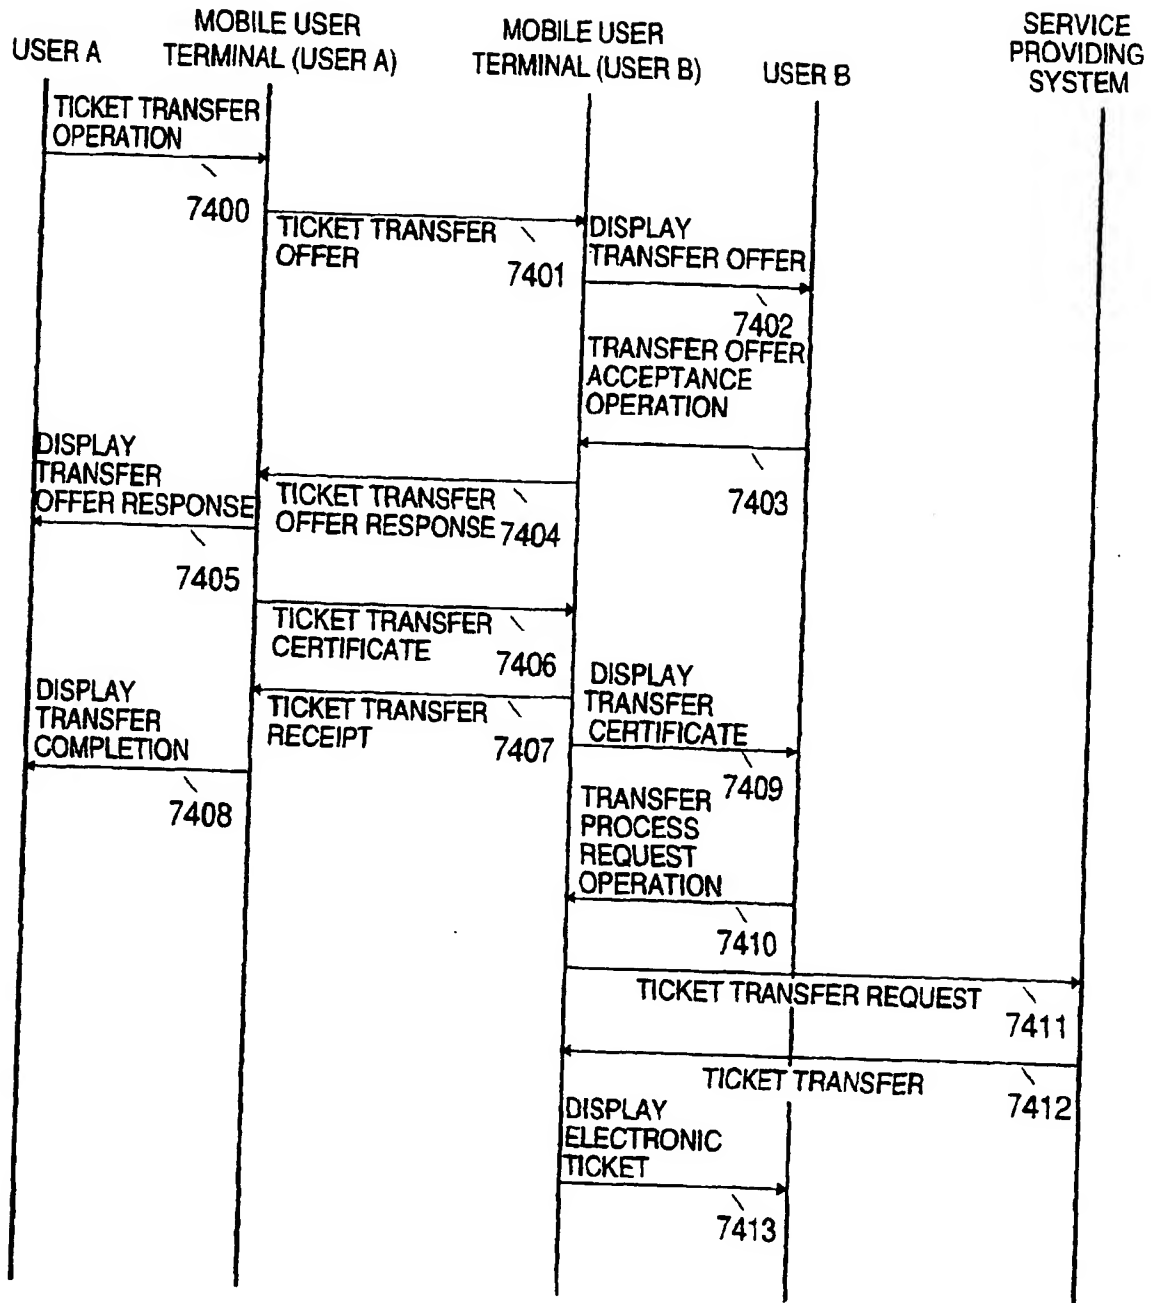 USER A
MOBILE USER
TERMINAL (USER A)
MOBILE USER
TERMINAL (USER B)
USER B
SERVICE
PROVIDING
SYSTEM
TICKET TRANSFER
OPERATION
7400
TICKET TRANSFER
OFFER
7401
DISPLAY
TRANSFER OFFER
7402
TRANSFER OFFER
ACCEPTANCE
OPERATION
7403
TICKET TRANSFER
OFFER RESPONSE
7404
DISPLAY
TRANSFER
OFFER RESPONSE
7405
TICKET TRANSFER
CERTIFICATE
7406
TICKET TRANSFER
RECEIPT
7407
DISPLAY
TRANSFER
COMPLETION
7408
DISPLAY
TRANSFER
CERTIFICATE
7409
TRANSFER
PROCESS
REQUEST
OPERATION
7410
TICKET TRANSFER REQUEST
7411
TICKET TRANSFER
7412
DISPLAY
ELECTRONIC
TICKET
7413